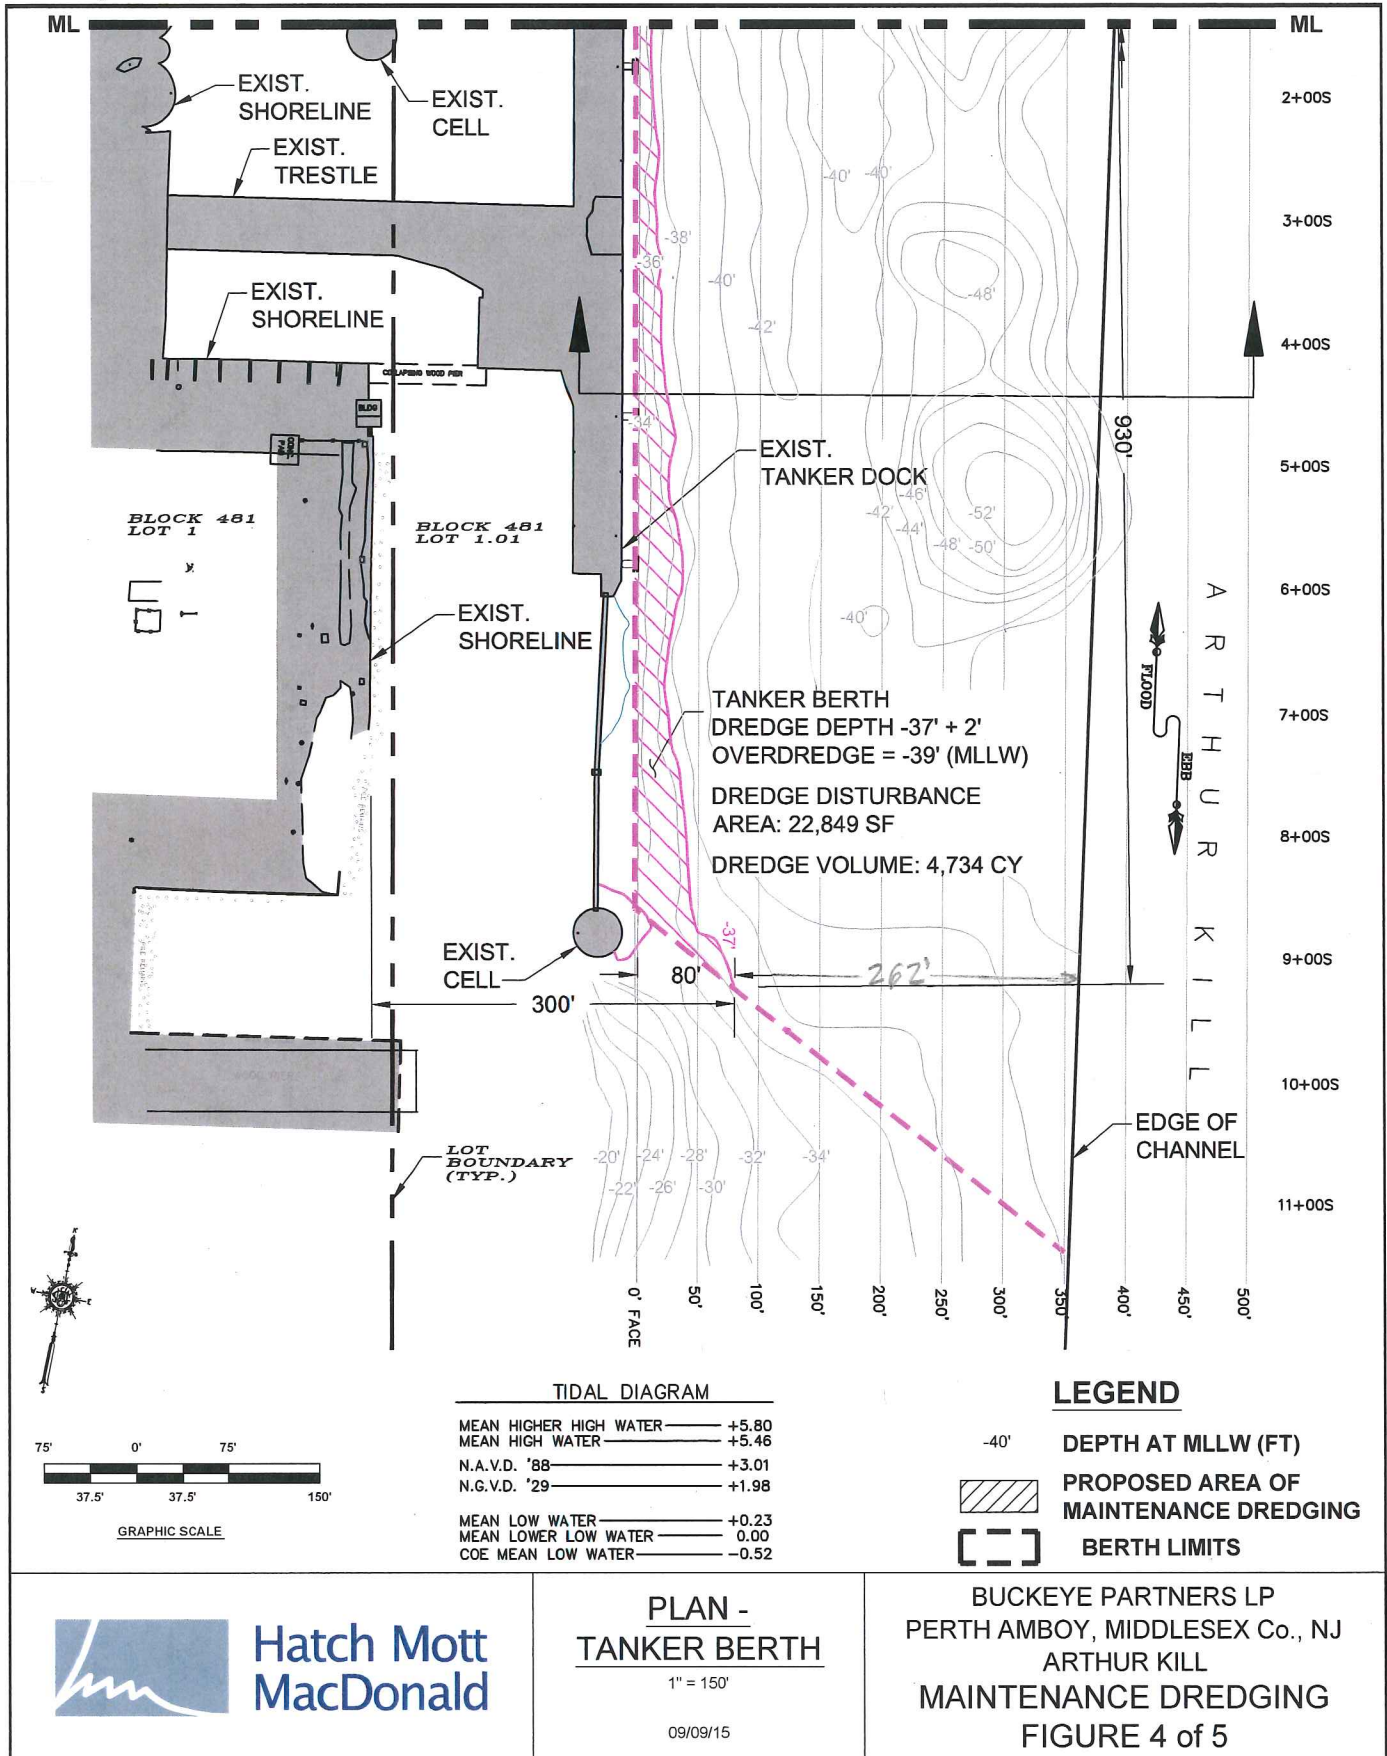 ML
ML
EXIST.
SHORELINE
EXIST.
CELL
EXIST.
TRESTLE
EXIST.
SHORELINE
COLLAPSING WOOD PIER
BLDG
CONC.
PAD
BLOCK 481
LOT 1
BLOCK 481
LOT 1.01
EXIST.
TANKER DOCK
EXIST.
SHORELINE
TANKER BERTH
DREDGE DEPTH -37' + 2'
OVERDREDGE = -39' (MLLW)
DREDGE DISTURBANCE
AREA: 22,849 SF
DREDGE VOLUME: 4,734 CY
EXIST.
CELL
80'
300'
262'
930'
-37'
-40'
-40'
-38'
-36'
-40'
-42'
-48'
-34'
-46'
-42'
-44'
-52'
-48'
-50'
-40'
-20'
-24'
-28'
-32'
-34'
-22'
-26'
-30'
FLOOD
EBB
ARTHUR KILL
EDGE OF
CHANNEL
LOT
BOUNDARY
(TYP.)
2+00S
3+00S
4+00S
5+00S
6+00S
7+00S
8+00S
9+00S
10+00S
11+00S
0' FACE
50'
100'
150'
200'
250'
300'
350'
400'
450'
500'
TIDAL DIAGRAM
MEAN HIGHER HIGH WATER +5.80
MEAN HIGH WATER +5.46
N.A.V.D. '88 +3.01
N.G.V.D. '29 +1.98
MEAN LOW WATER +0.23
MEAN LOWER LOW WATER 0.00
COE MEAN LOW WATER -0.52
LEGEND
-40' DEPTH AT MLLW (FT)
PROPOSED AREA OF
MAINTENANCE DREDGING
BERTH LIMITS
75' 0' 75'
37.5' 37.5' 150'
GRAPHIC SCALE
Hatch Mott
MacDonald
PLAN -
TANKER BERTH
1" = 150'
09/09/15
BUCKEYE PARTNERS LP
PERTH AMBOY, MIDDLESEX Co., NJ
ARTHUR KILL
MAINTENANCE DREDGING
FIGURE 4 of 5